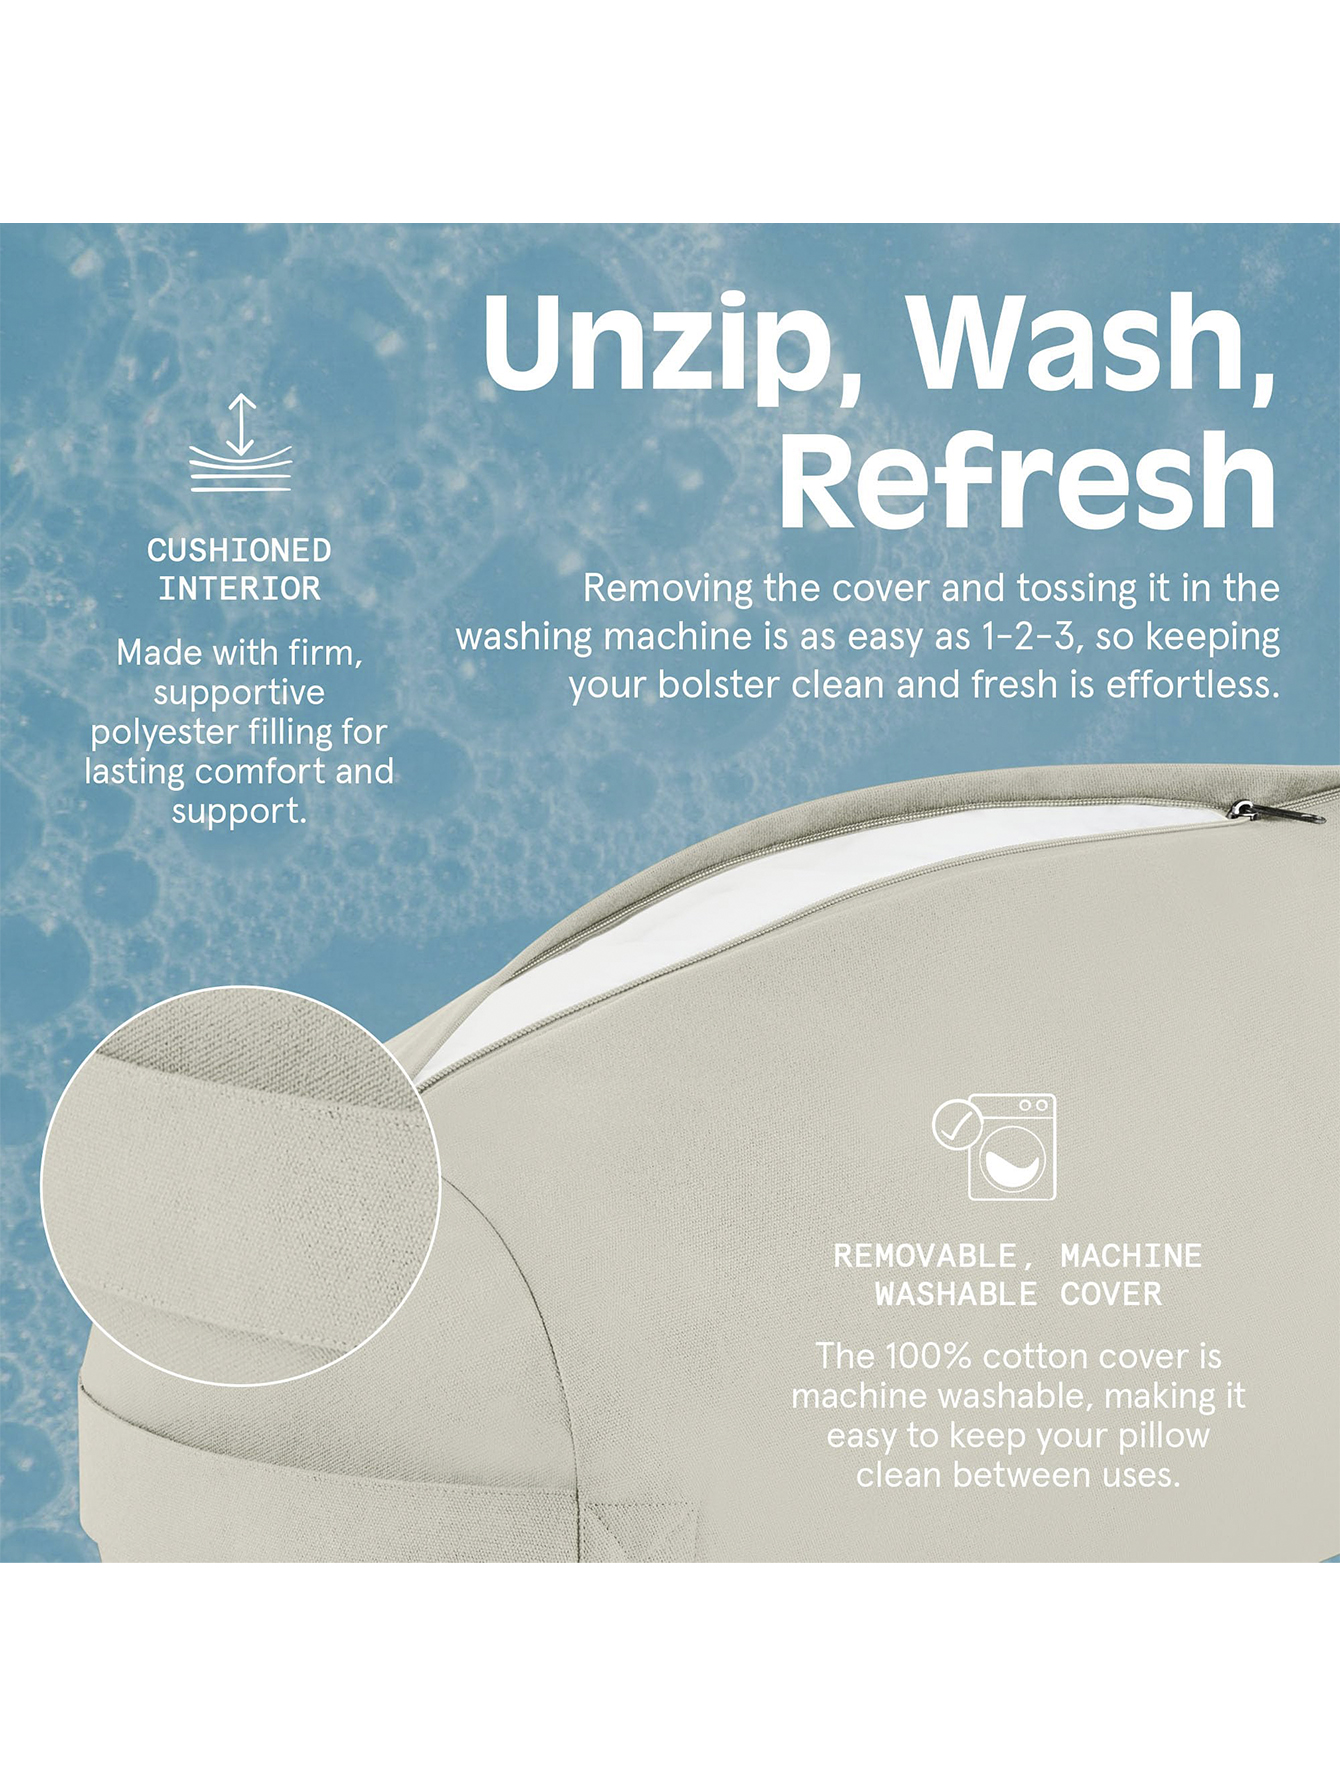 Unzip, Wash,
Refresh
Removing the cover and tossing it in the
washing machine is as easy as 1-2-3, so keeping
your bolster clean and fresh is effortless.
CUSHIONED
INTERIOR
Made with firm,
supportive
polyester filling for
lasting comfort and
support.
REMOVABLE, MACHINE
WASHABLE COVER
The 100% cotton cover is
machine washable, making it
easy to keep your pillow
clean between uses.